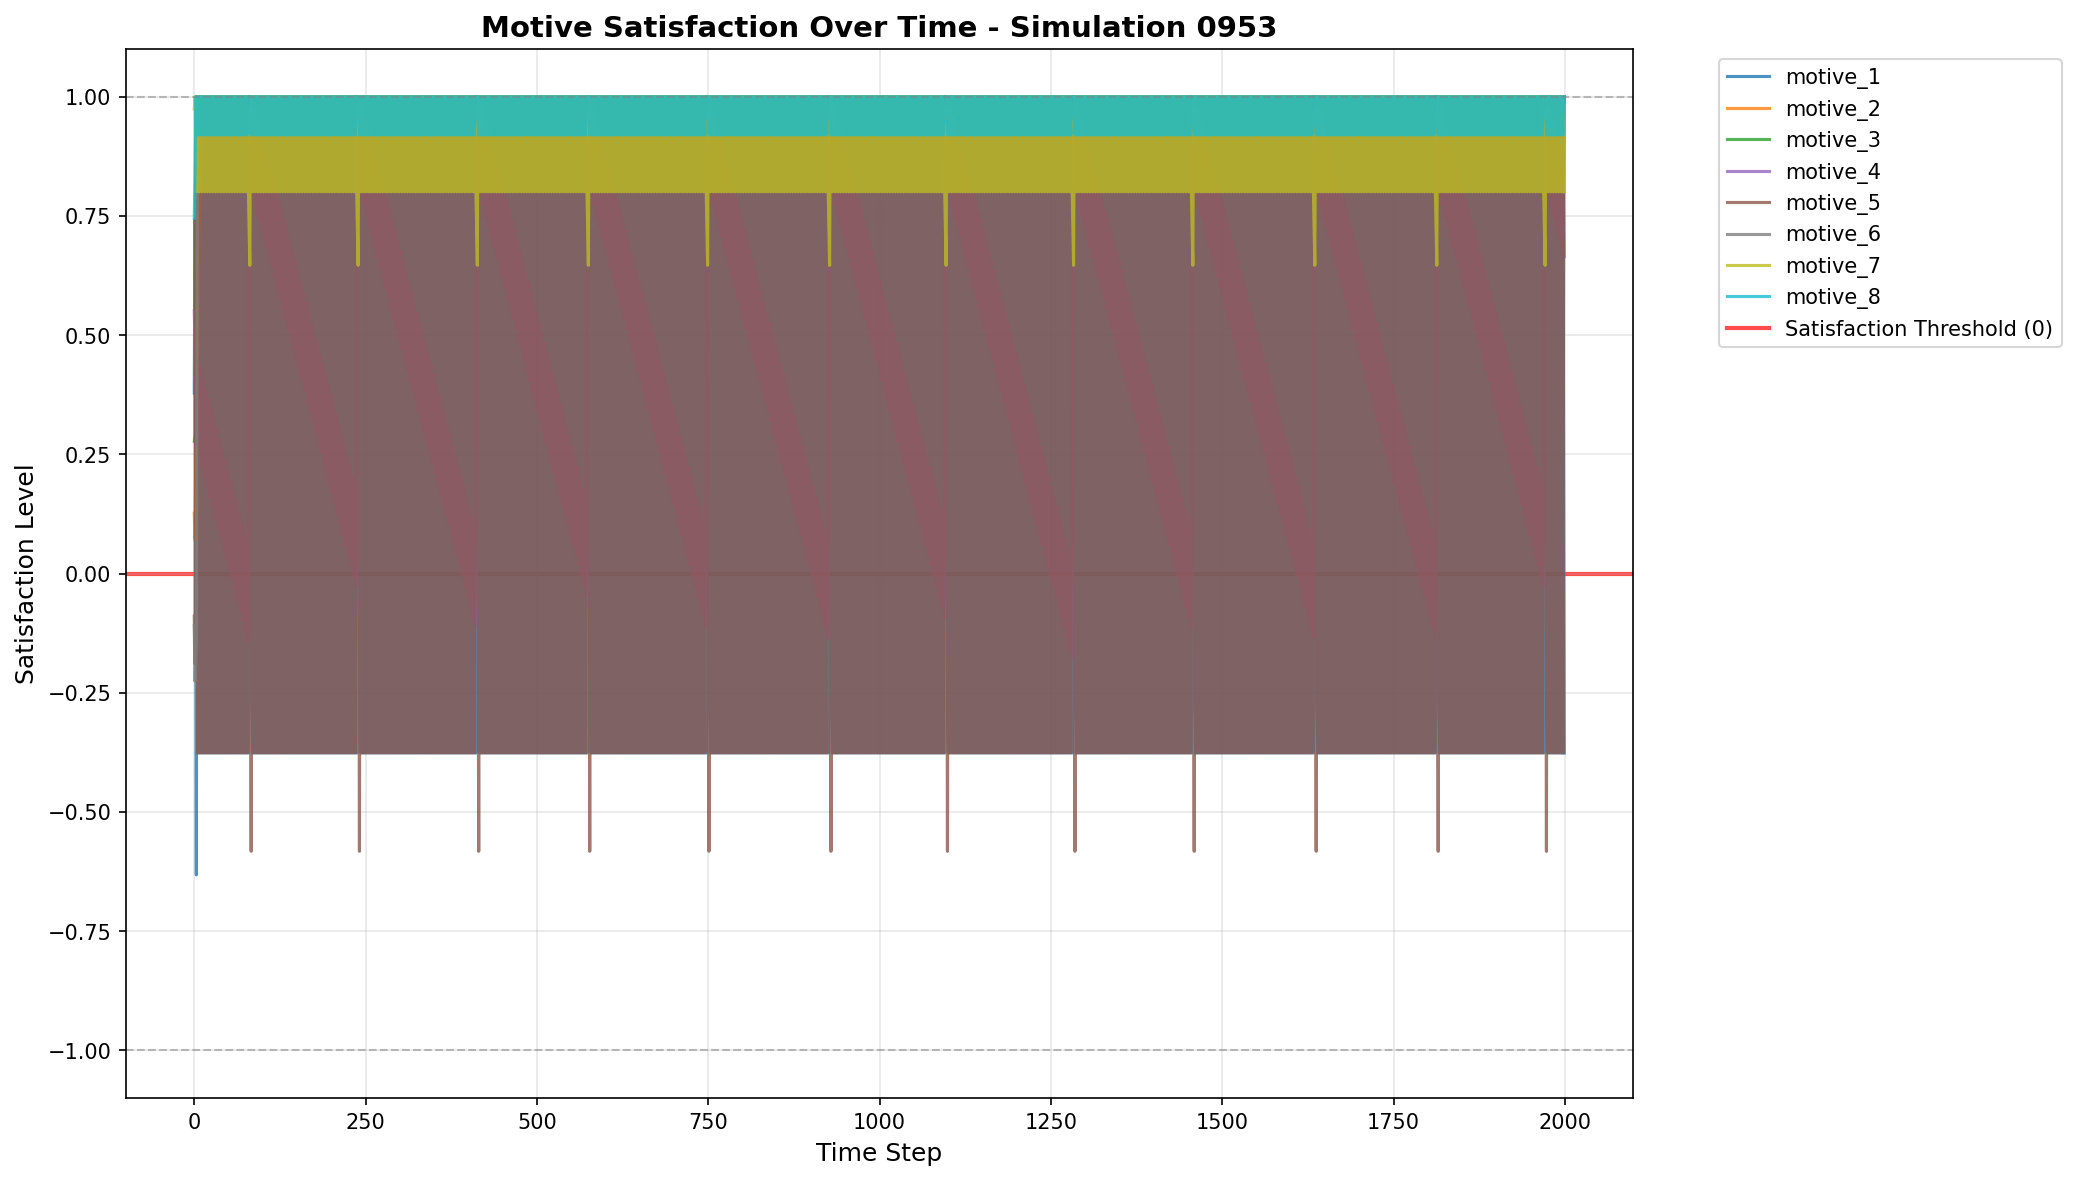 Motive Satisfaction Over Time - Simulation 0953
1.00
0.75
0.50
0.25
0.00
−0.25
−0.50
−0.75
−1.00
Satisfaction Level
0 250 500 750 1000 1250 1500 1750 2000
Time Step
motive_1
motive_2
motive_3
motive_4
motive_5
motive_6
motive_7
motive_8
Satisfaction Threshold (0)